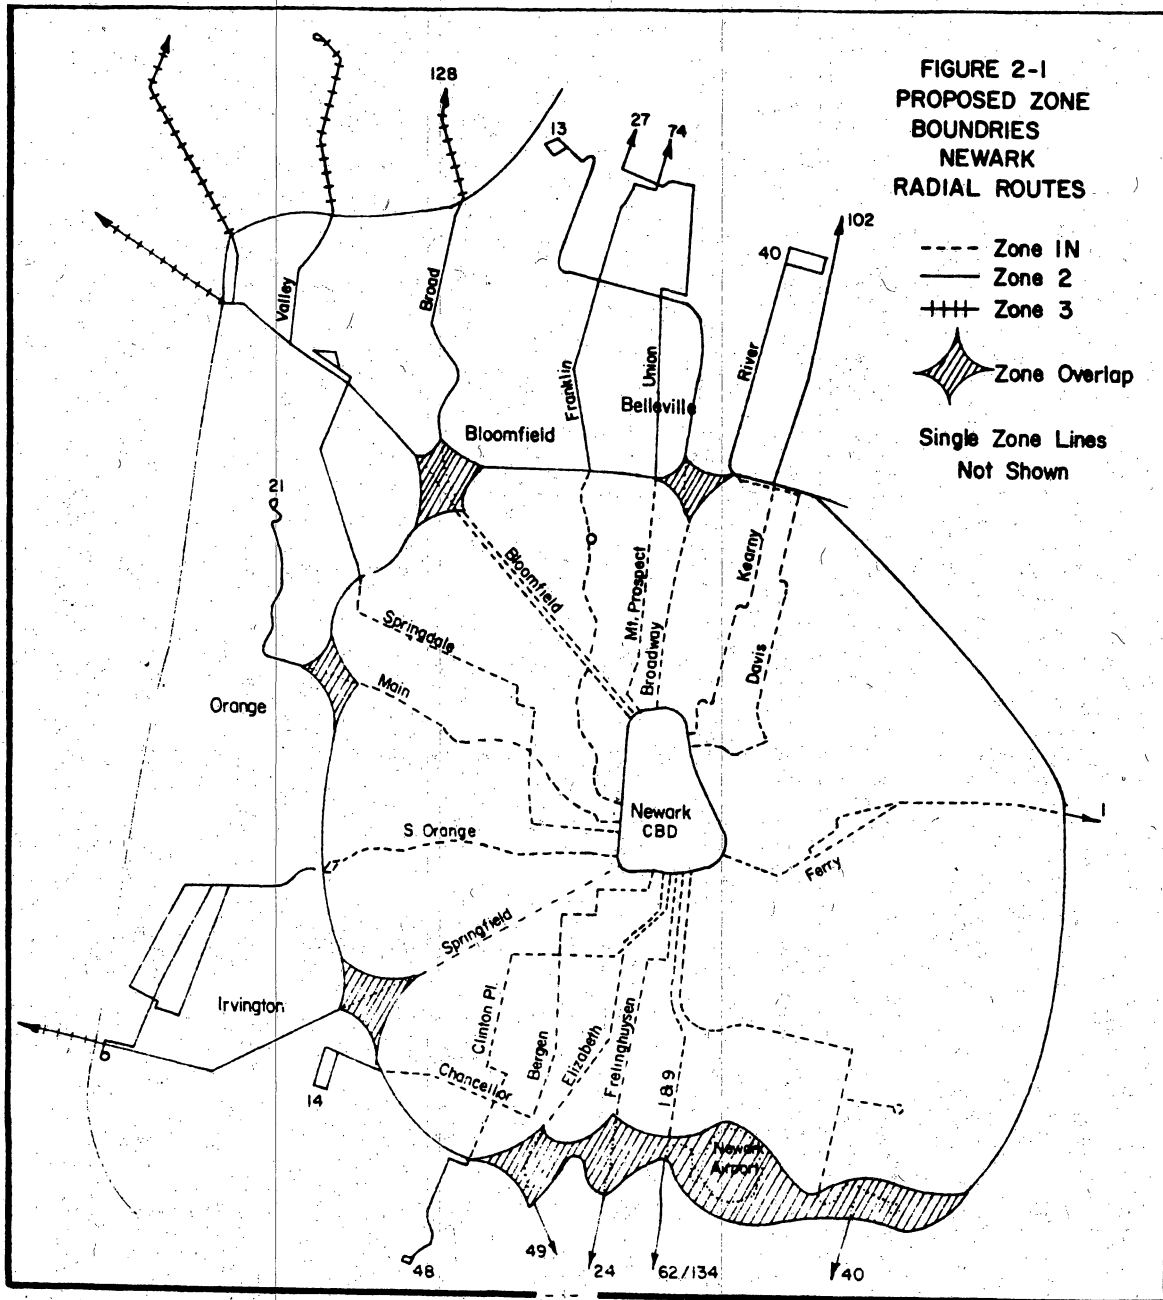 FIGURE 2-1
PROPOSED ZONE
BOUNDRIES
NEWARK
RADIAL ROUTES
Zone 1N
Zone 2
Zone 3
Zone Overlap
Single Zone Lines
Not Shown
128
13
27
74
102
40
Valley
Broad
Franklin
Union
River
Belleville
Bloomfield
21
Bloomfield
Mt. Prospect
Broadway
Kearny
Davis
Springdale
Main
Orange
Newark
CBD
S. Orange
1
Ferry
Springfield
Irvington
Clinton Pl.
Bergen
Elizabeth
Frelinghuysen
1 & 9
Chancellor
14
Newark
Airport
48
49
24
62/134
40